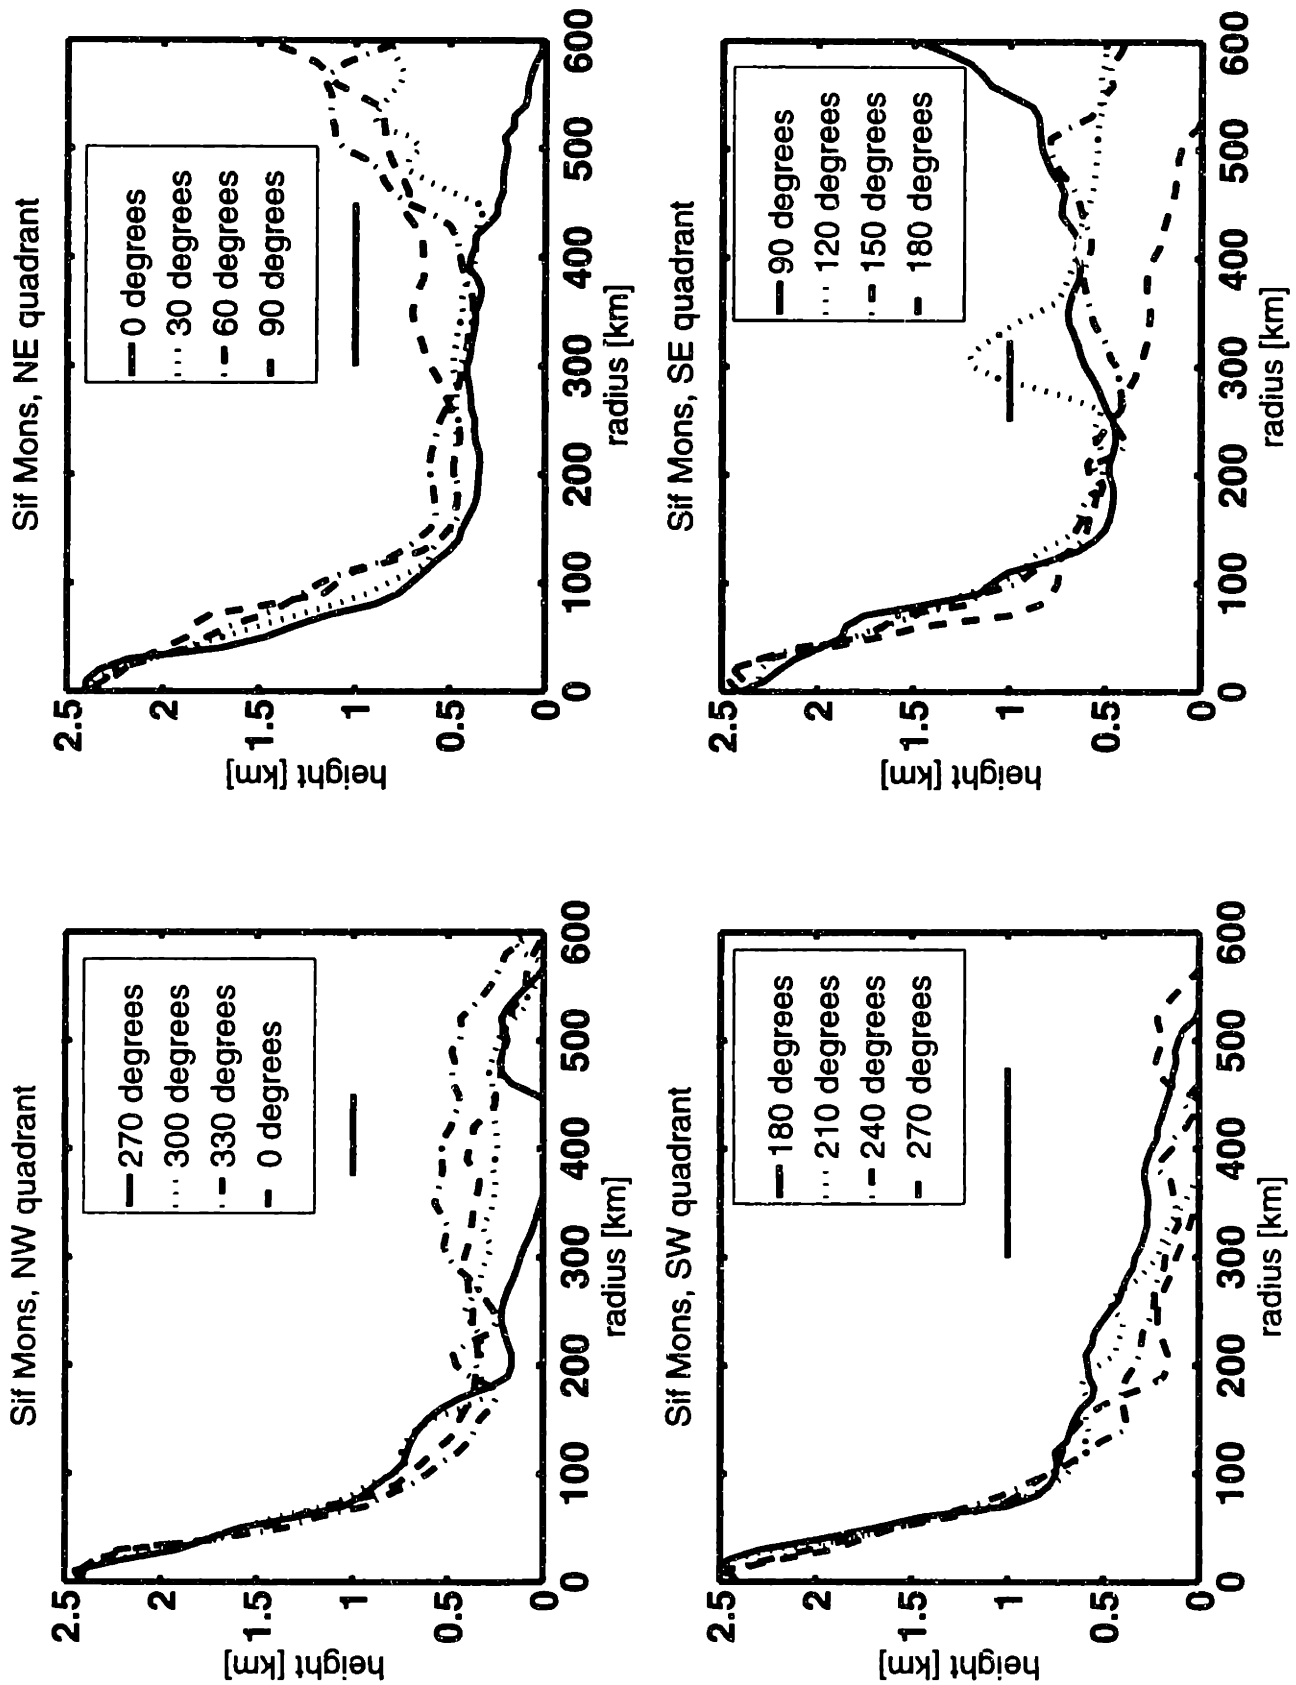 Sif Mons, NW quadrant
2.5
2
1.5
1
0.5
0
height [km]
270 degrees
300 degrees
330 degrees
0 degrees
0 100 200 300 400 500 600
radius [km]
Sif Mons, NE quadrant
2.5
2
1.5
1
0.5
0
height [km]
0 degrees
30 degrees
60 degrees
90 degrees
0 100 200 300 400 500 600
radius [km]
Sif Mons, SW quadrant
2.5
2
1.5
1
0.5
0
height [km]
180 degrees
210 degrees
240 degrees
270 degrees
0 100 200 300 400 500 600
radius [km]
Sif Mons, SE quadrant
2.5
2
1.5
1
0.5
0
height [km]
90 degrees
120 degrees
150 degrees
180 degrees
0 100 200 300 400 500 600
radius [km]